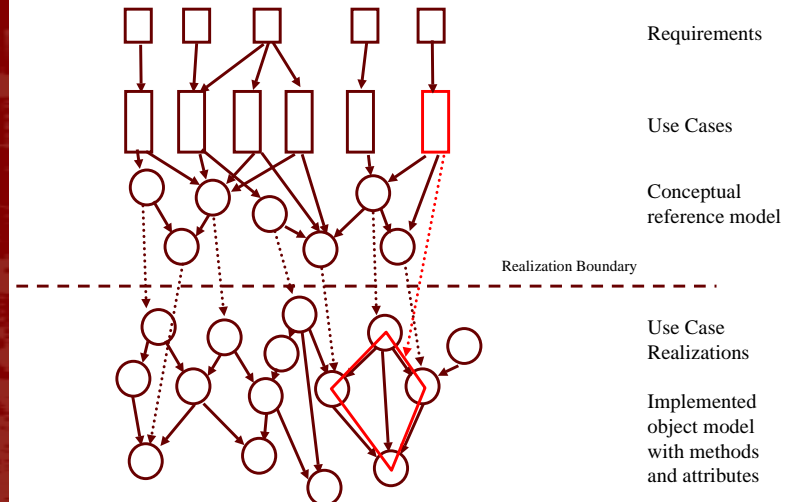 Requirements
Use Cases
Conceptual
reference model
Realization Boundary
Use Case
Realizations
Implemented
object model
with methods
and attributes